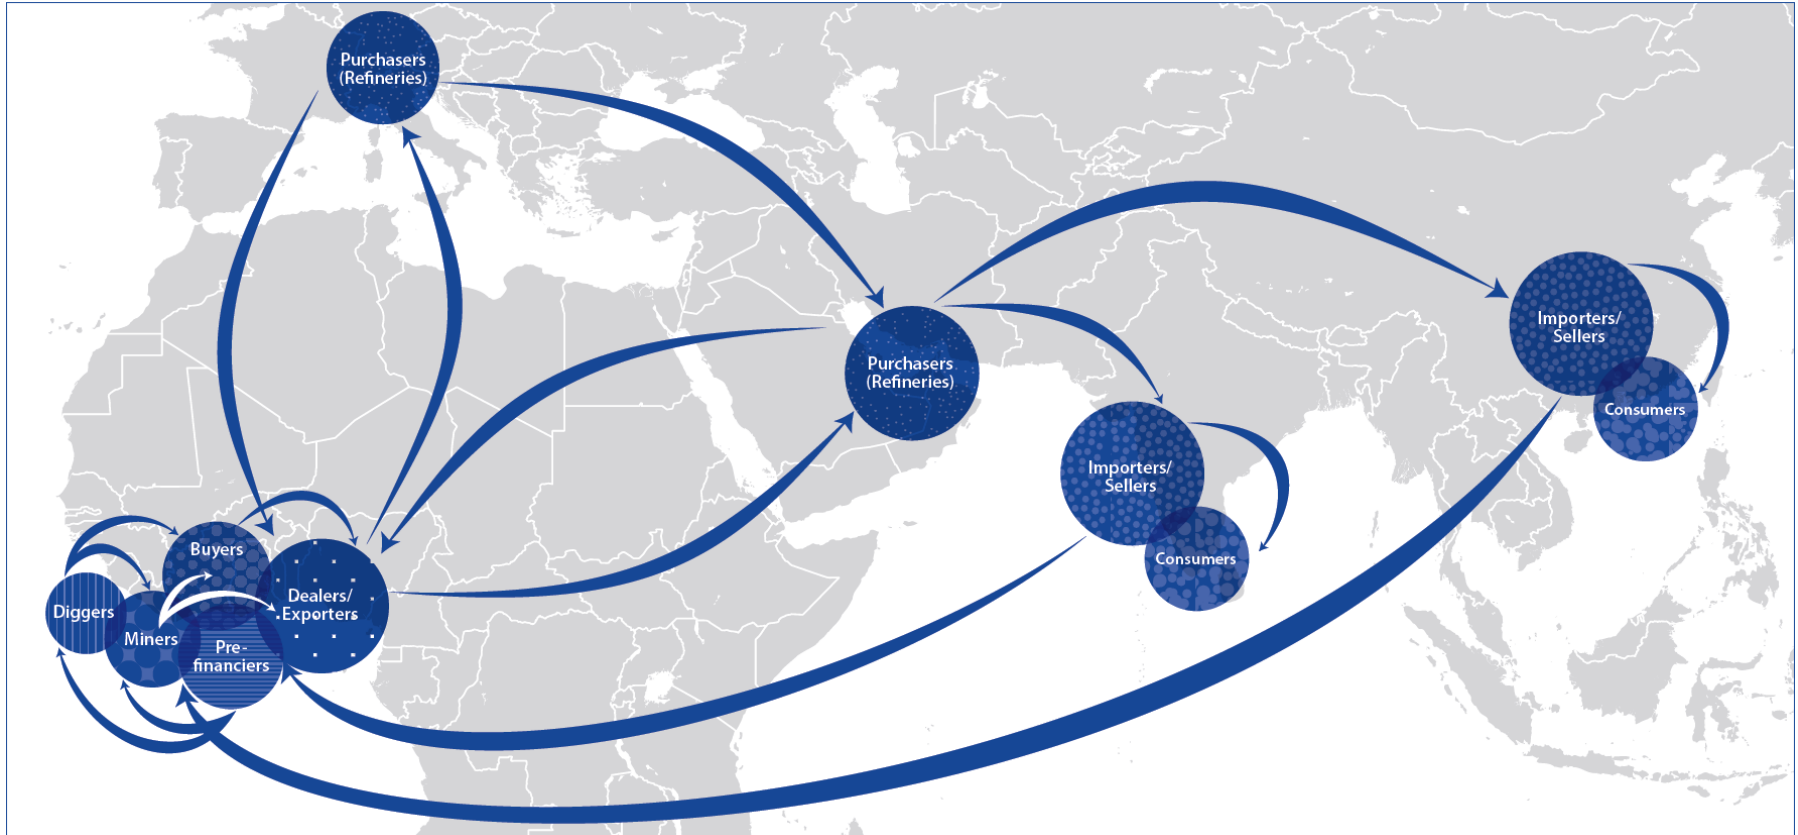 Purchasers
(Refineries)
Purchasers
(Refineries)
Importers/
Sellers
Consumers
Importers/
Sellers
Consumers
Buyers
Diggers
Miners
Dealers/
Exporters
Pre-
financiers